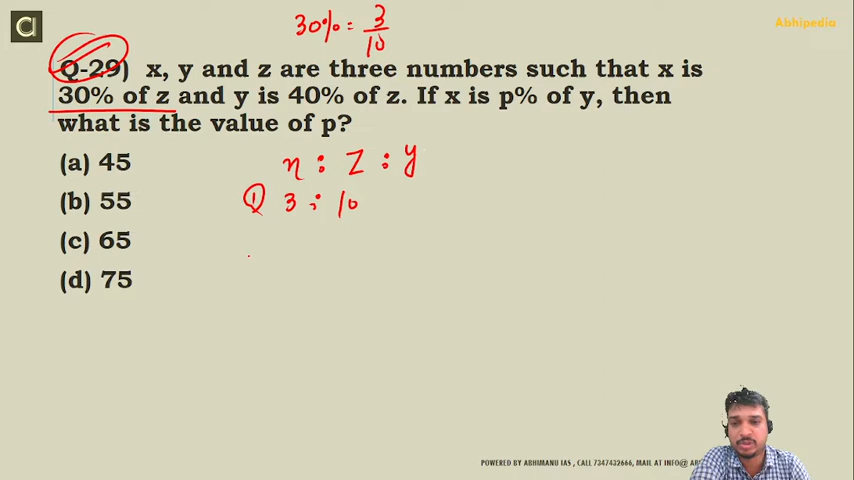 30% = 3/10
Abhipedia
Q-29) x, y and z are three numbers such that x is
30% of z and y is 40% of z. If x is p% of y, then
what is the value of p?
(a) 45
x : z : y
(b) 55
① 3 : 10
(c) 65
(d) 75
POWERED BY ABHIMANU IAS , CALL 7347432666, MAIL AT INFO@